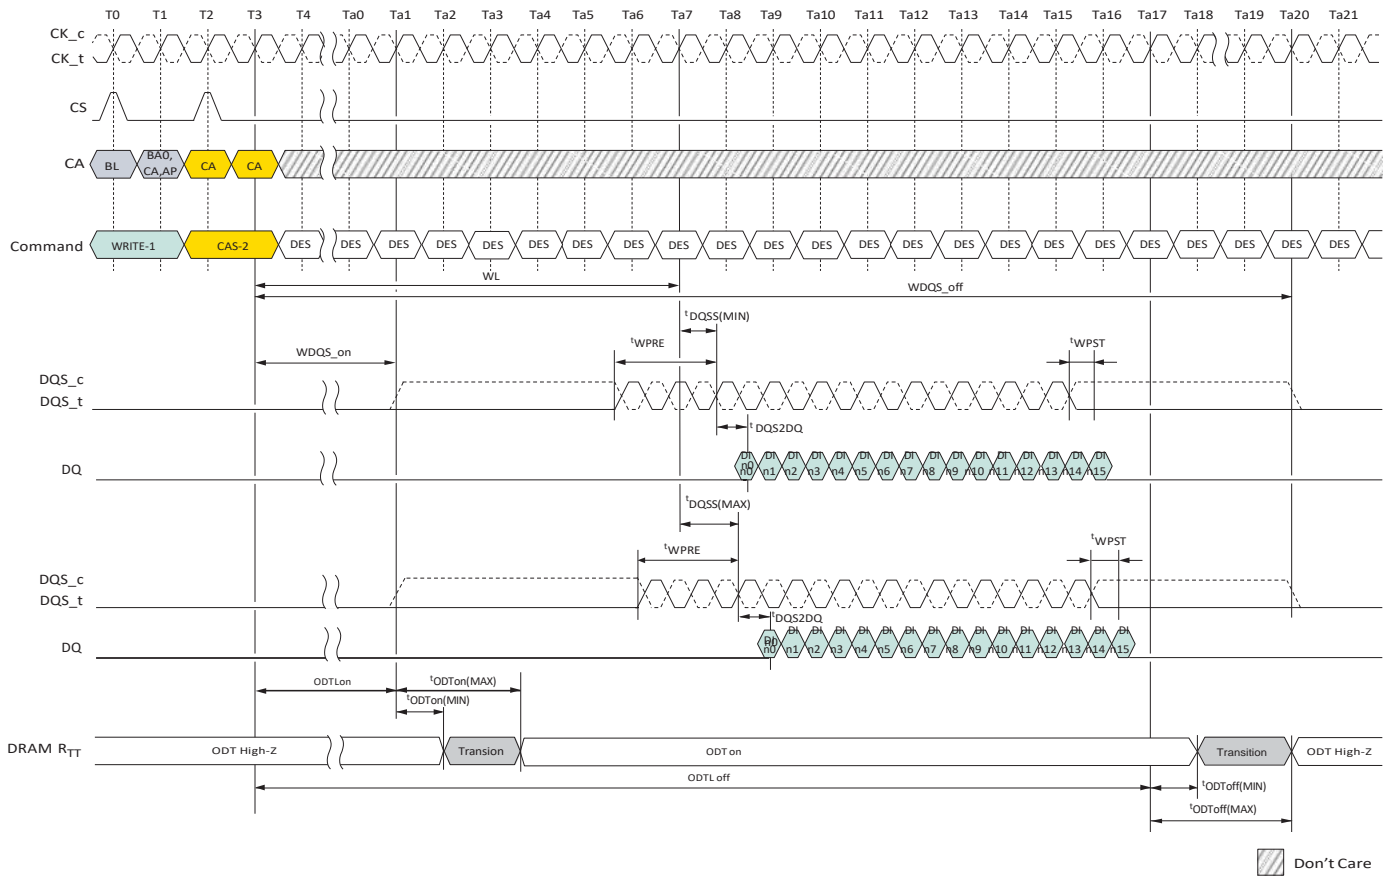 T0 T1 T2 T3 T4 Ta0 Ta1 Ta2 Ta3 Ta4 Ta5 Ta6 Ta7 Ta8 Ta9 Ta10 Ta11 Ta12 Ta13 Ta14 Ta15 Ta16 Ta17 Ta18 Ta19 Ta20 Ta21
CK_c
CK_t
CS
CA BL BA0, CA,AP CA CA
Command WRITE-1 CAS-2 DES DES DES DES DES DES DES DES DES DES DES DES DES DES DES DES DES DES DES DES DES DES DES
WL
WDQS_off
tDQSS(MIN)
WDQS_on tWPRE tWPST
DQS_c
DQS_t
tDQS2DQ
DI DI DI DI DI DI DI DI DI DI DI DI DI DI DI DI
DQ n0 n0 n1 n2 n3 n4 n5 n6 n7 n8 n9 n10 n11 n12 n13 n14 n15
tDQSS(MAX)
tWPRE tWPST
DQS_c
DQS_t
tDQS2DQ
DI DI DI DI DI DI DI DI DI DI DI DI DI DI DI DI
DQ n0 n0 n1 n2 n3 n4 n5 n6 n7 n8 n9 n10 n11 n12 n13 n14 n15
ODTLon tODTon(MAX)
tODTon(MIN)
DRAM RTT ODT High-Z Transion ODT on Transition ODT High-Z
ODTL off tODToff(MIN)
tODToff(MAX)
Don't Care